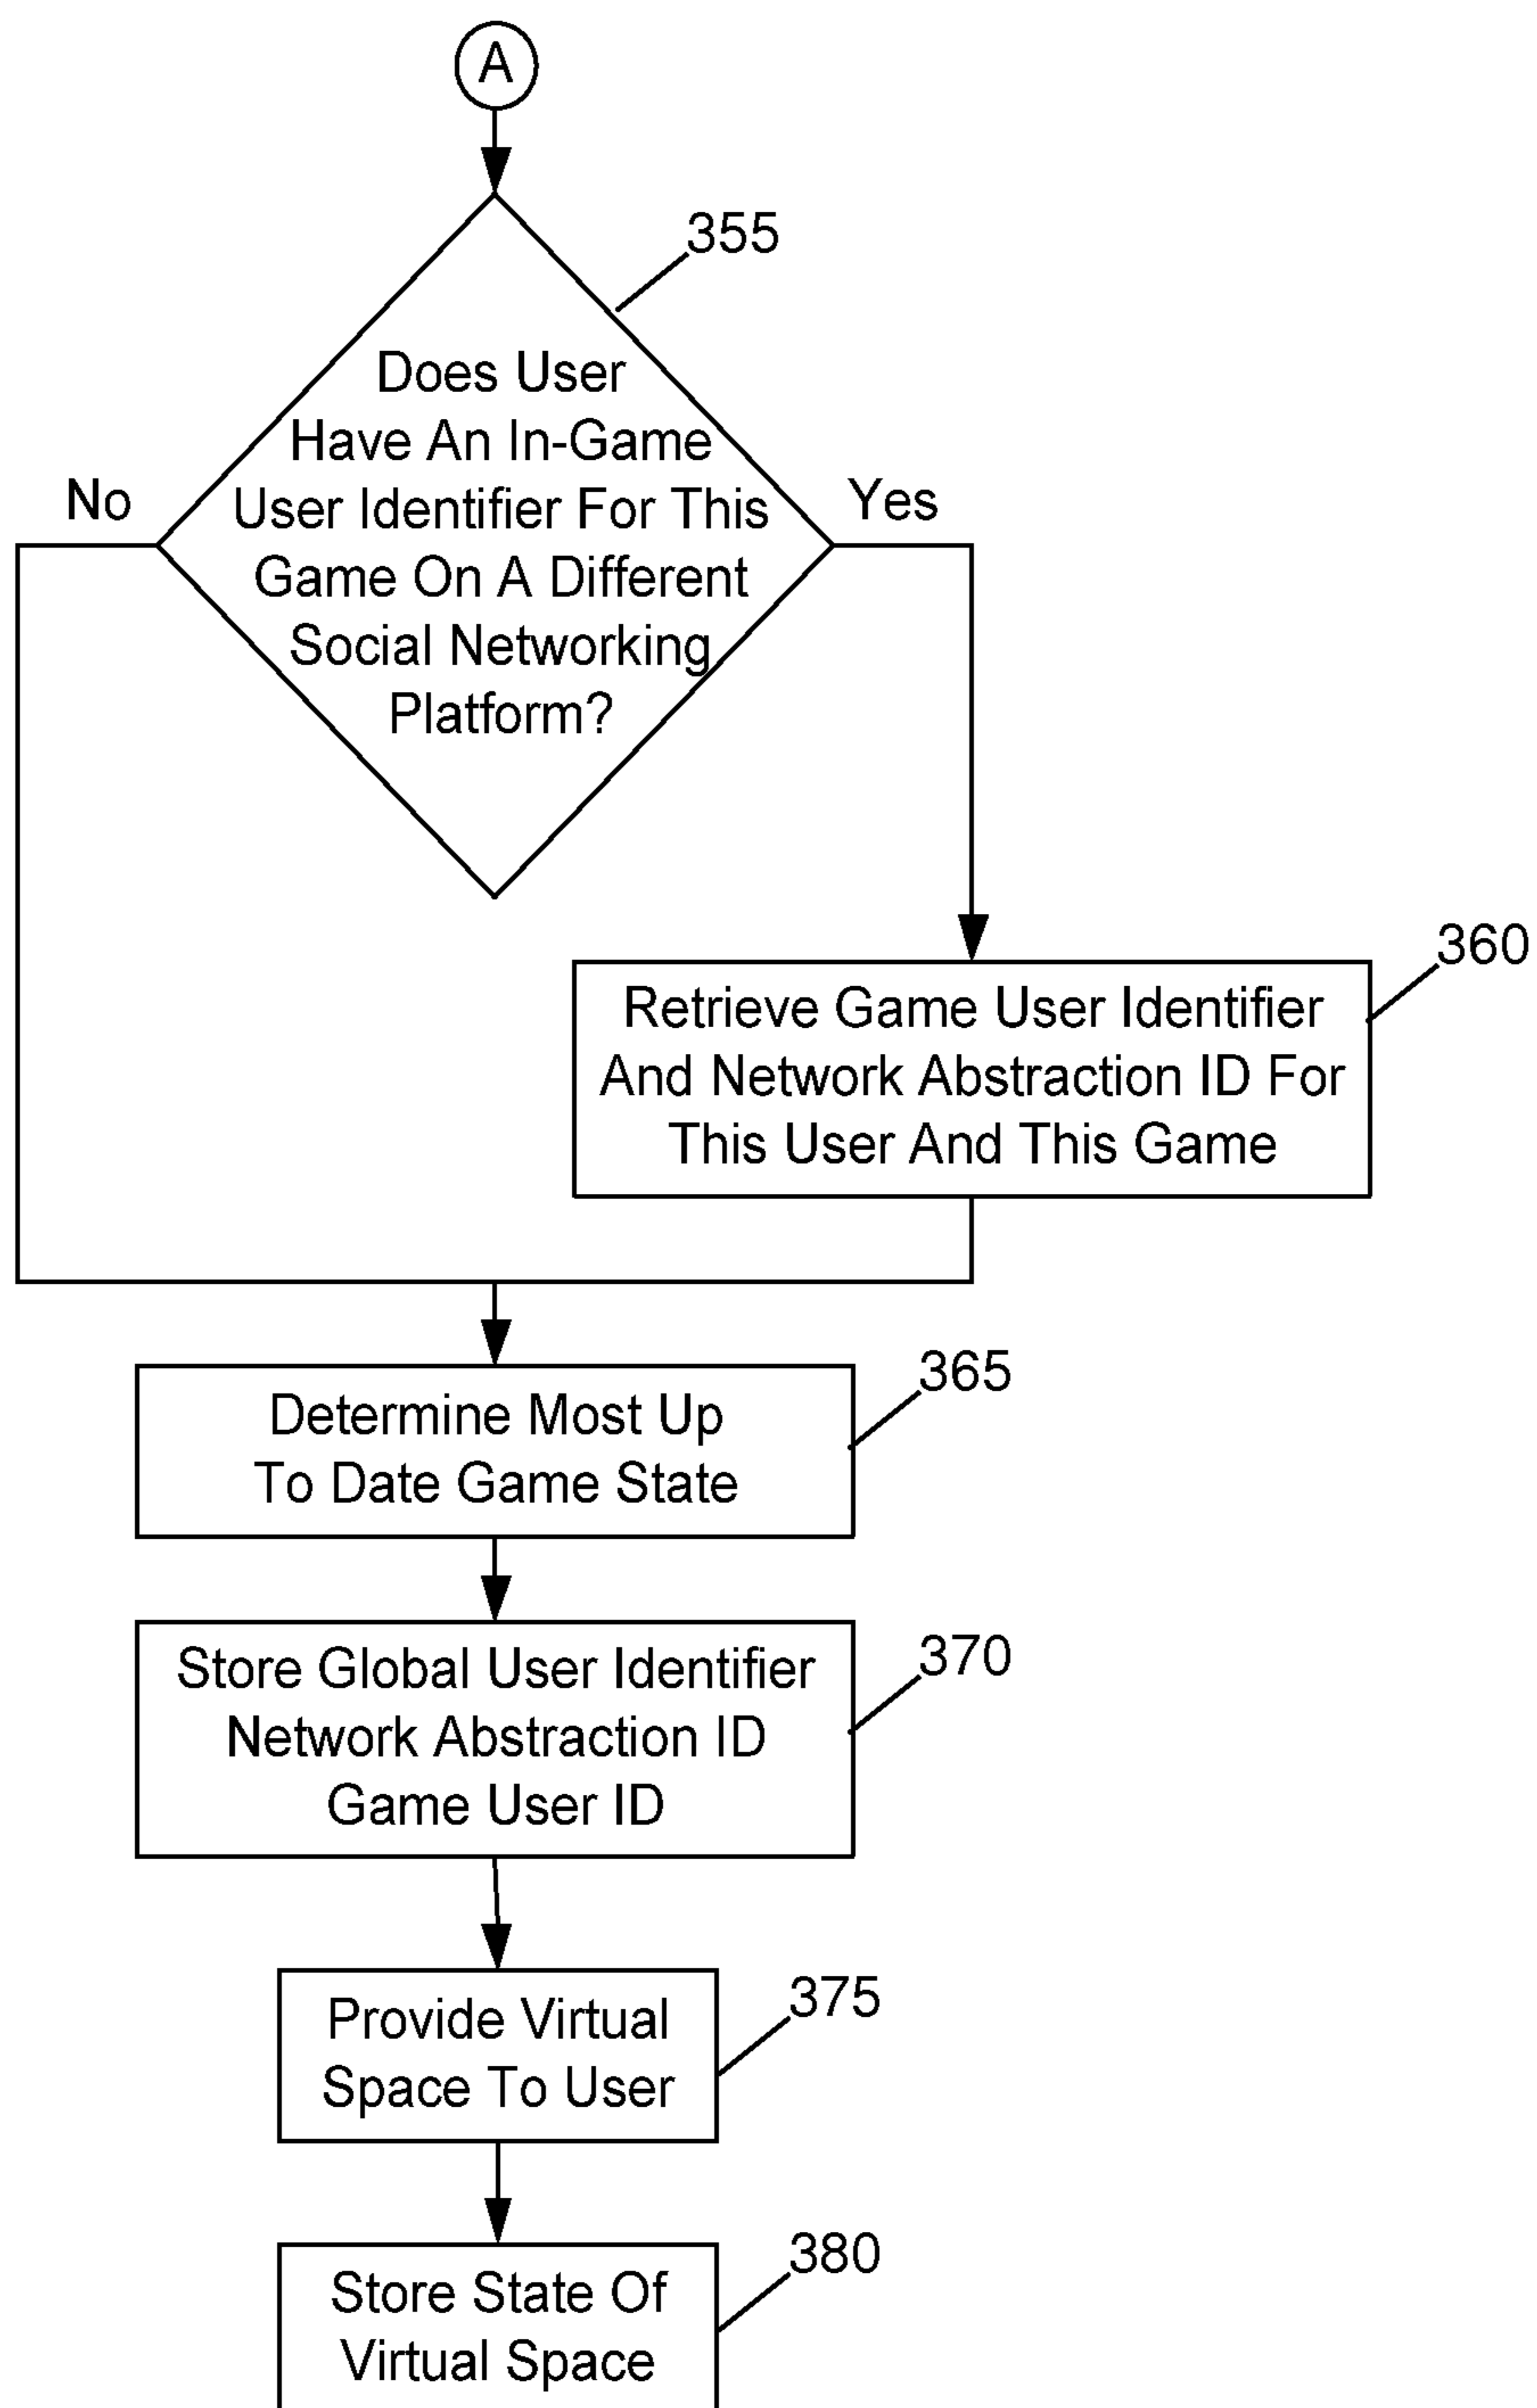 A
355
Does User
Have An In-Game
User Identifier For This
Game On A Different
Social Networking
Platform?
No
Yes
360
Retrieve Game User Identifier
And Network Abstraction ID For
This User And This Game
365
Determine Most Up
To Date Game State
370
Store Global User Identifier
Network Abstraction ID
Game User ID
375
Provide Virtual
Space To User
380
Store State Of
Virtual Space